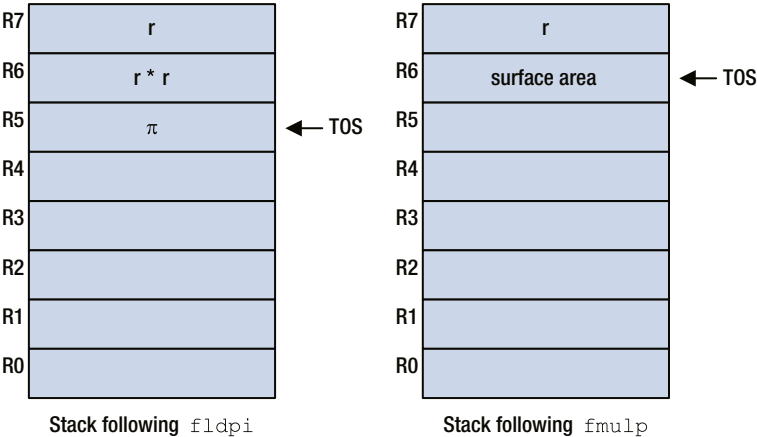 R7 r
R6 r * r
R5 π TOS
R4
R3
R2
R1
R0
Stack following fldpi
R7 r
R6 surface area TOS
R5
R4
R3
R2
R1
R0
Stack following fmulp